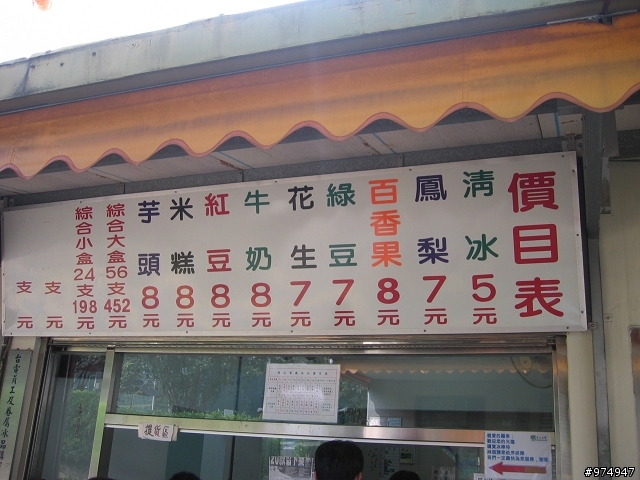 價目表
清冰5元
鳳梨7元
百香果8元
綠豆7元
花生7元
牛奶8元
紅豆8元
米糕8元
芋頭8元
綜合大盒56支452元
綜合小盒24支198元
支元
支元
提貨區
#974947